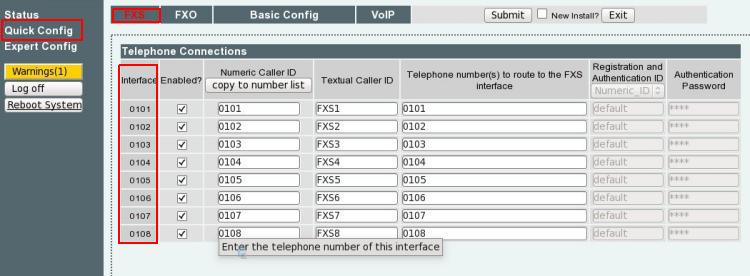 Status
Quick Config
Expert Config
Warnings(1)
Log off
Reboot System
FXS FXO Basic Config VoIP Submit New Install? Exit
Telephone Connections
Interface Enabled? Numeric Caller ID copy to number list Textual Caller ID Telephone number(s) to route to the FXS interface Registration and Authentication ID Numeric_ID Authentication Password
0101 0101 FXS1 0101 default ****
0102 0102 FXS2 0102 default ****
0103 0103 FXS3 0103 default ****
0104 0104 FXS4 0104 default ****
0105 0105 FXS5 0105 default ****
0106 0106 FXS6 0106 default ****
0107 0107 FXS7 0107 default ****
0108 0108 FXS8 0108 default ****
Enter the telephone number of this interface